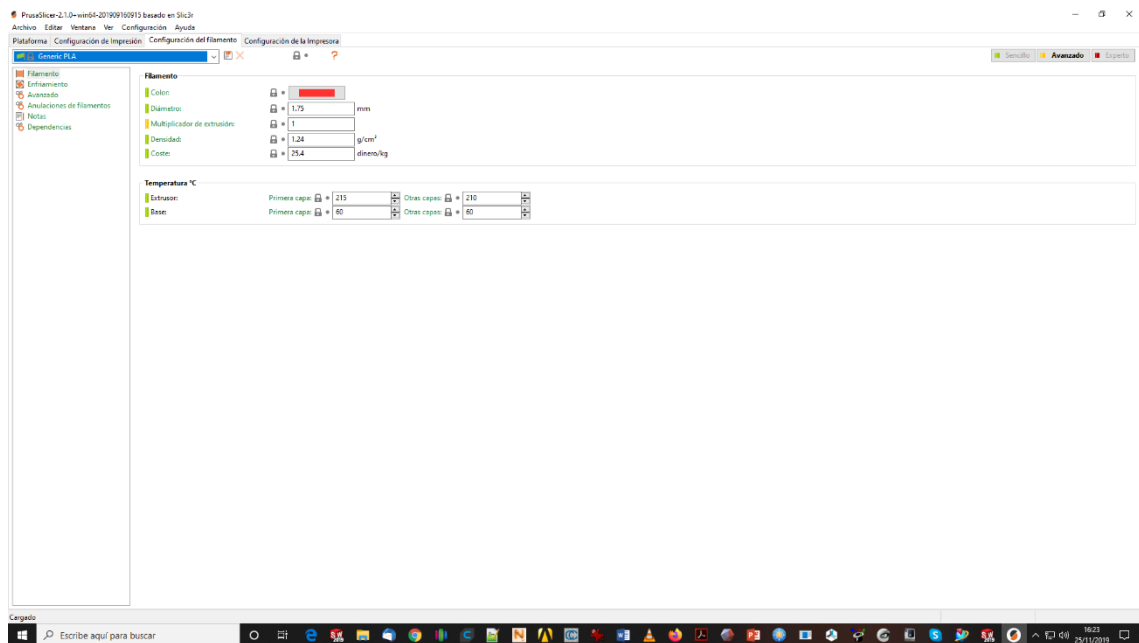 PrusaSlicer-2.1.0+win64-201909160915 basado en Slic3r
Archivo Editar Ventana Ver Configuración Ayuda
Plataforma Configuración de Impresión Configuración del filamento Configuración de la Impresora
Generic PLA ? Sencillo Avanzado Experto
Filamento
Enfriamiento
Avanzado
Anulaciones de filamentos
Notas
Dependencias
Filamento
Color:
Diámetro: 1.75 mm
Multiplicador de extrusión: 1
Densidad: 1.24 g/cm³
Coste: 25.4 dinero/kg
Temperatura °C
Extrusor: Primera capa: 215 Otras capas: 210
Base: Primera capa: 60 Otras capas: 60
Cargado
Escribe aquí para buscar
16:23
25/11/2019